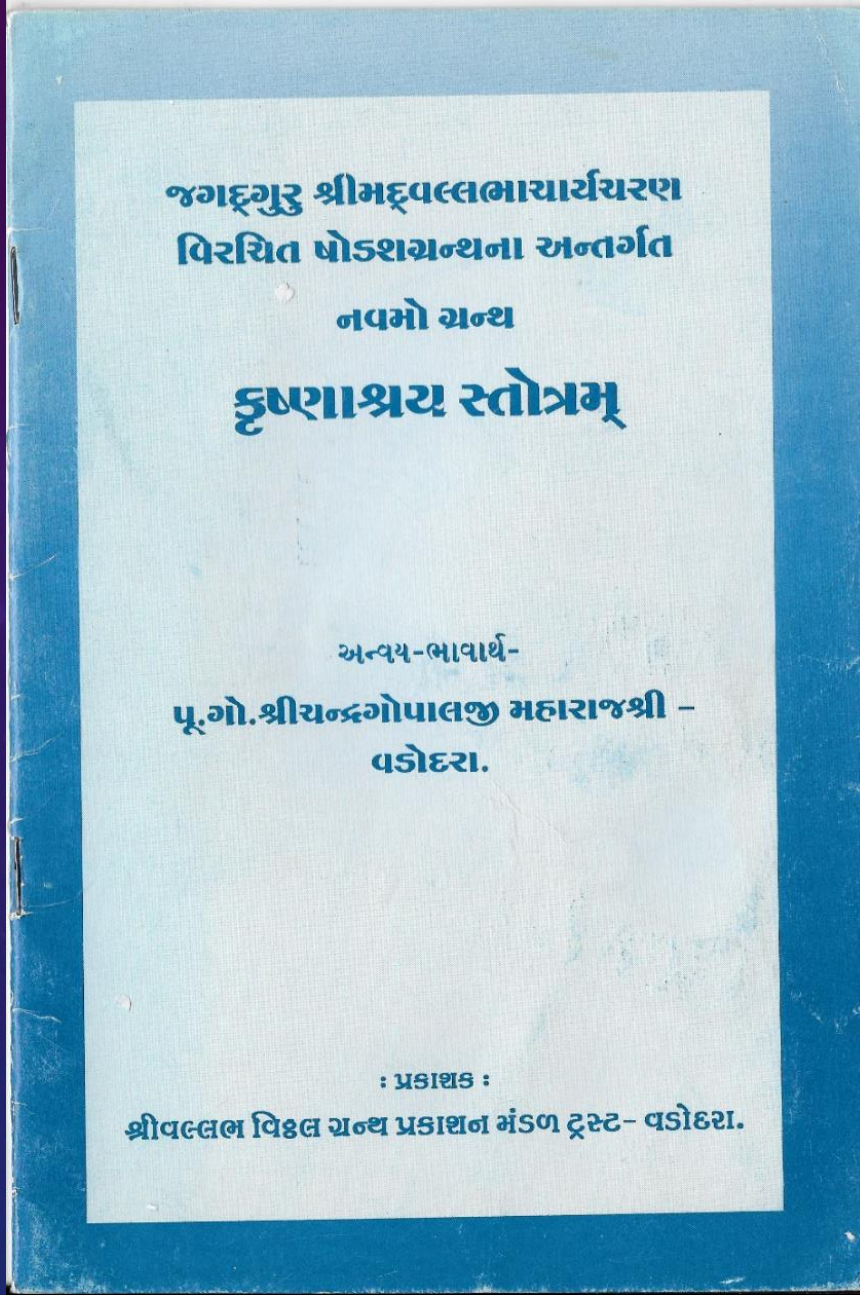 જગદ્ગુરુ શ્રીમદ્વલ્લભાચાર્યચરણ
વિરચિત ષોડશગ્રન્થના અન્તર્ગત
નવમો ગ્રન્થ
કૃષ્ણાશ્રય સ્તોત્રમ્
અન્વય-ભાવાર્થ-
પૂ.ગો.શ્રીચન્દ્રગોપાલજી મહારાજશ્રી -
વડોદરા.
: પ્રકાશક :
શ્રીવલ્લભ વિઠ્ઠલ ગ્રન્થ પ્રકાશન મંડળ ટ્રસ્ટ- વડોદરા.